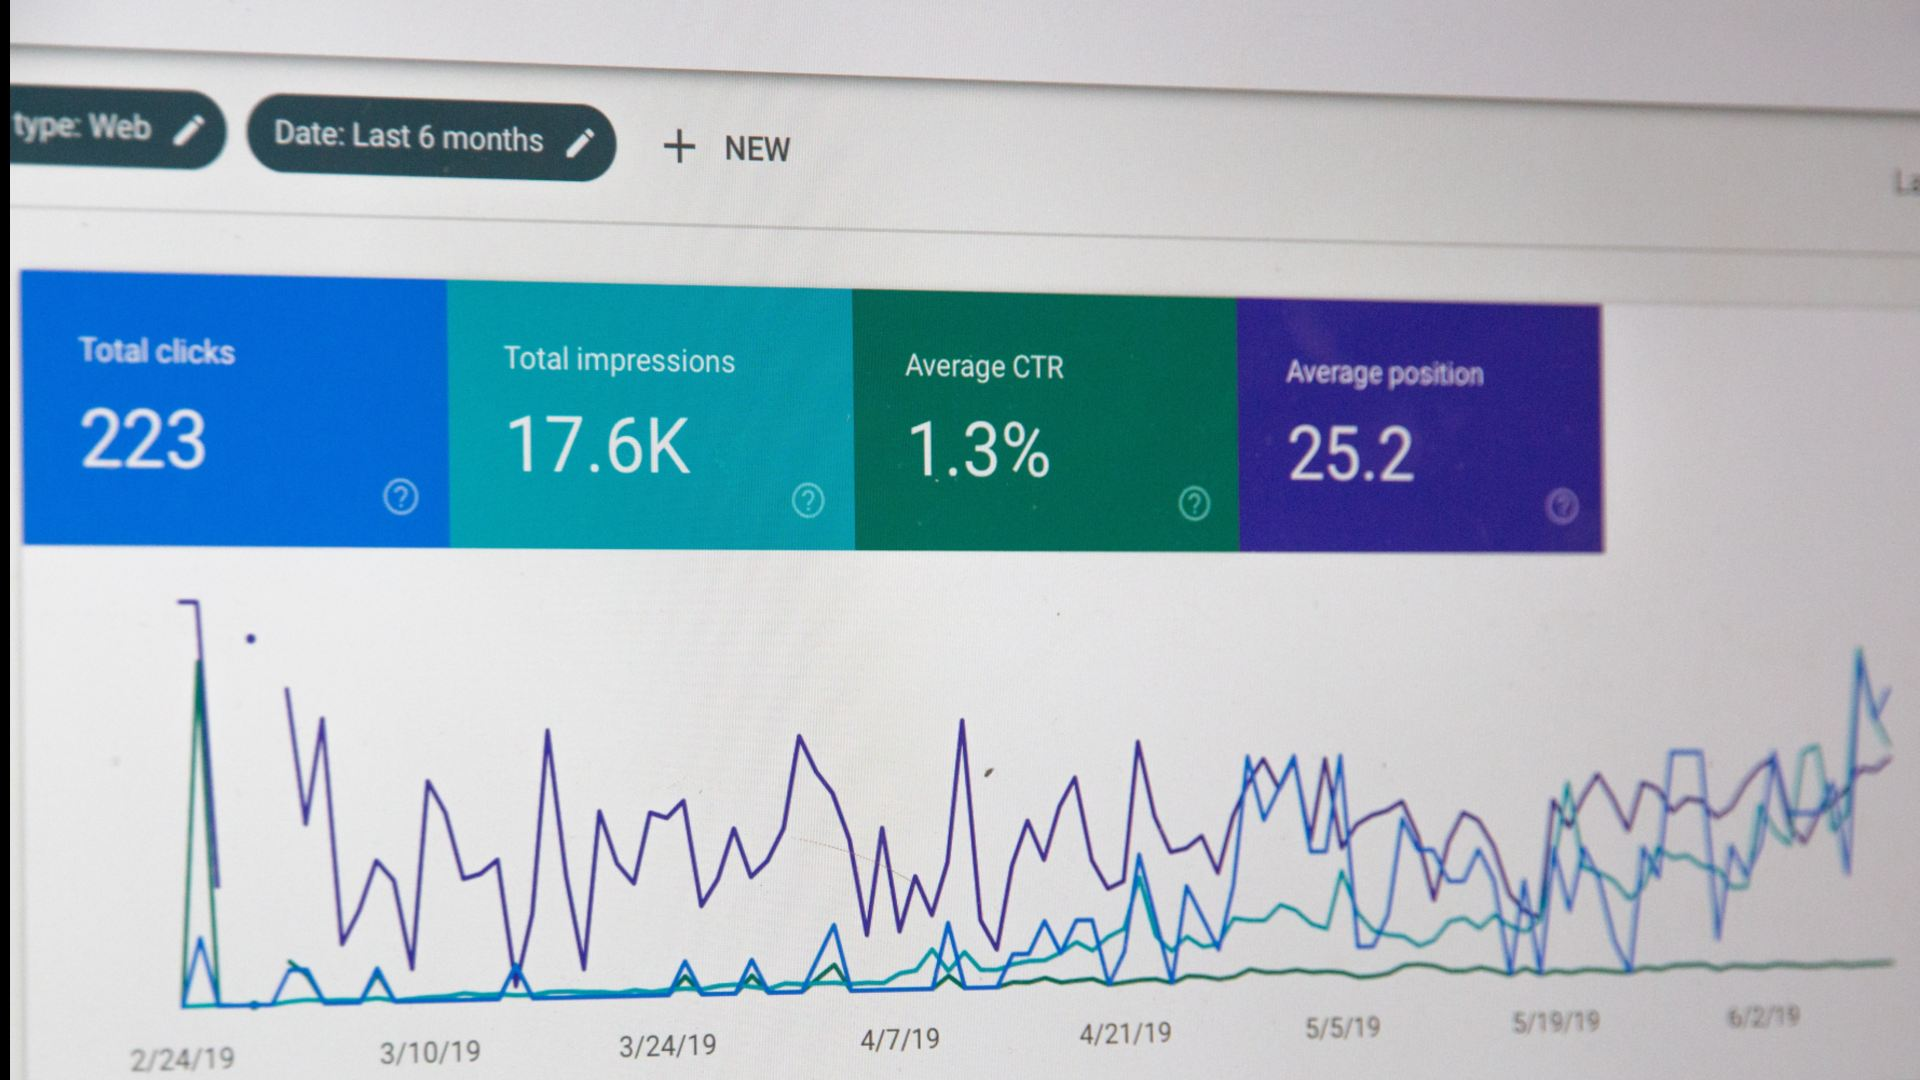 type: Web
Date: Last 6 months
+ NEW
La
Total clicks
223
Total impressions
17.6K
Average CTR
1.3%
Average position
25.2
2/24/19 3/10/19 3/24/19 4/7/19 4/21/19 5/5/19 5/19/19 6/2/19